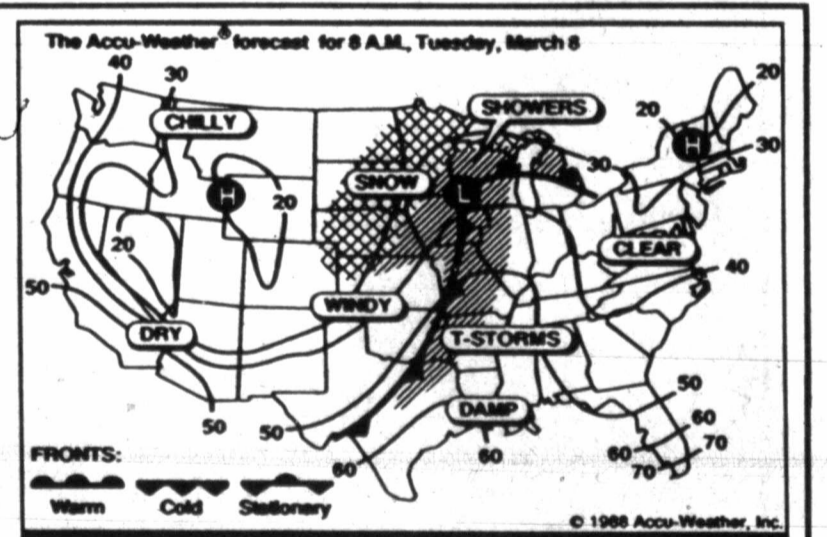 The Accu-Weather® forecast for 8 A.M., Tuesday, March 8
40
30
20
CHILLY
SHOWERS
20
H
30
SNOW
L
30
H
20
20
CLEAR
50
40
WINDY
DRY
T-STORMS
DAMP
50
50
50
60
60
70
60
60
70
FRONTS:
Warm Cold Stationary
© 1988 Accu-Weather, Inc.